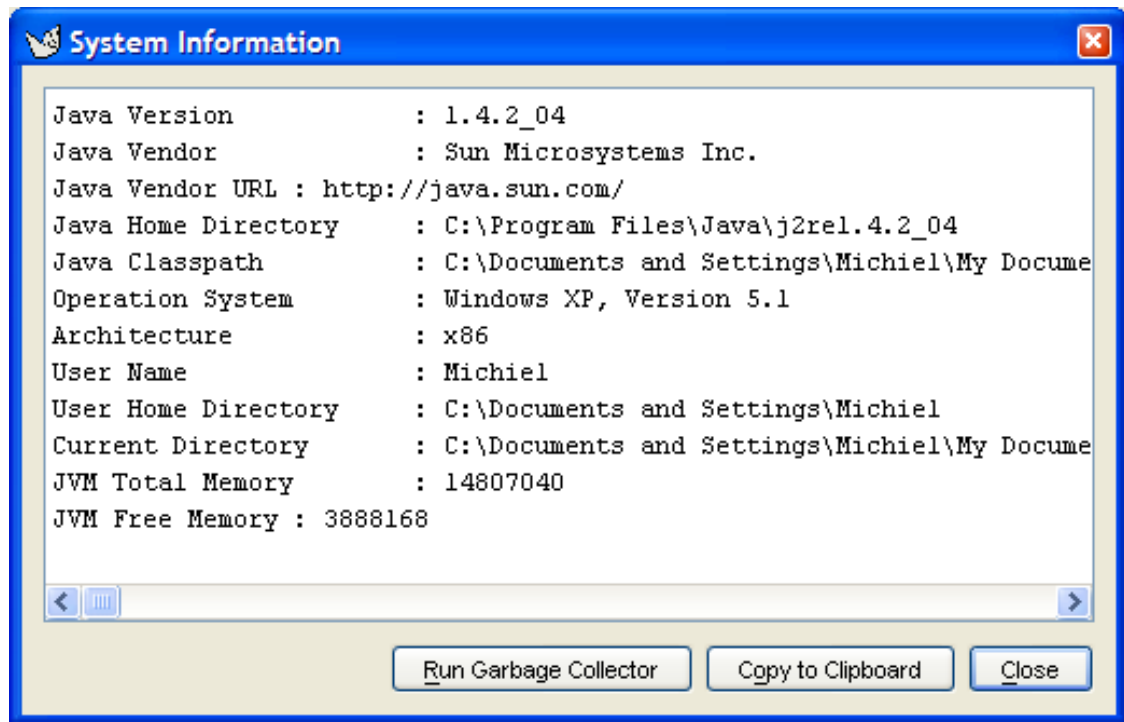 System Information
Java Version : 1.4.2_04
Java Vendor : Sun Microsystems Inc.
Java Vendor URL : http://java.sun.com/
Java Home Directory : C:\Program Files\Java\j2re1.4.2_04
Java Classpath : C:\Documents and Settings\Michiel\My Docume
Operation System : Windows XP, Version 5.1
Architecture : x86
User Name : Michiel
User Home Directory : C:\Documents and Settings\Michiel
Current Directory : C:\Documents and Settings\Michiel\My Docume
JVM Total Memory : 14807040
JVM Free Memory : 3888168
Run Garbage Collector Copy to Clipboard Close